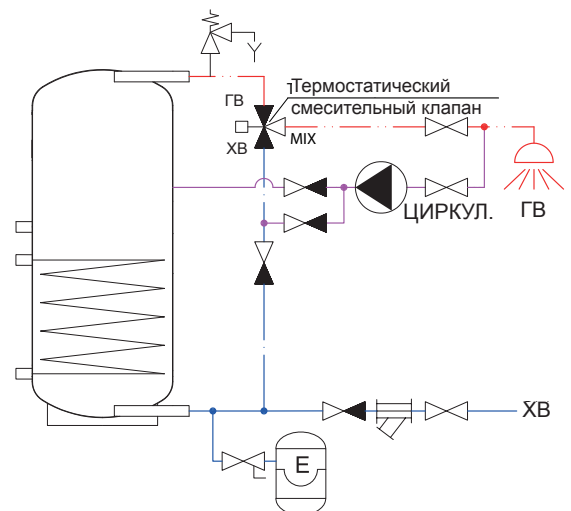 ГВ
Термостатический
смесительный клапан
ХВ
MIX
ЦИРКУЛ.
ГВ
ХВ
E